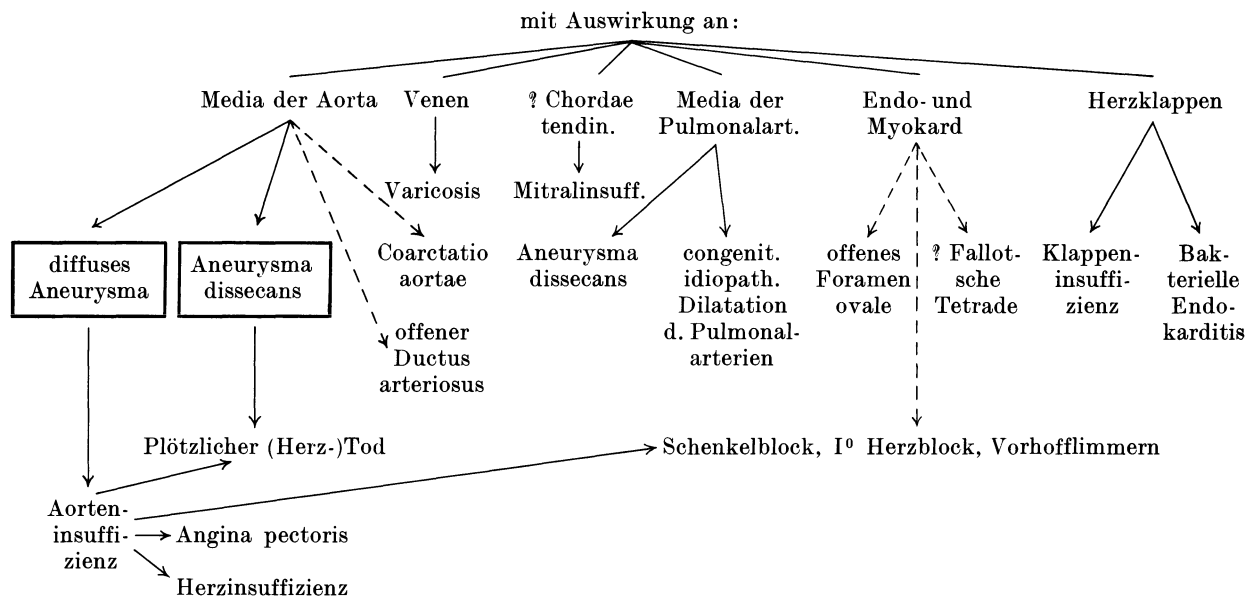 mit Auswirkung an:
Media der Aorta
Venen
? Chordae
tendin.
Media der
Pulmonalart.
Endo- und
Myokard
Herzklappen
Varicosis
Mitralinsuff.
diffuses
Aneurysma
Aneurysma
dissecans
Coarctatio
aortae
Aneurysma
dissecans
congenit.
idiopath.
Dilatation
d. Pulmonal-
arterien
offenes
Foramen
ovale
? Fallot-
sche
Tetrade
Klappen-
insuffi-
zienz
Bak-
terielle
Endo-
karditis
offener
Ductus
arteriosus
Plötzlicher (Herz-)Tod
Schenkelblock, I⁰ Herzblock, Vorhofflimmern
Aorten-
insuffi-
zienz
Angina pectoris
Herzinsuffizienz